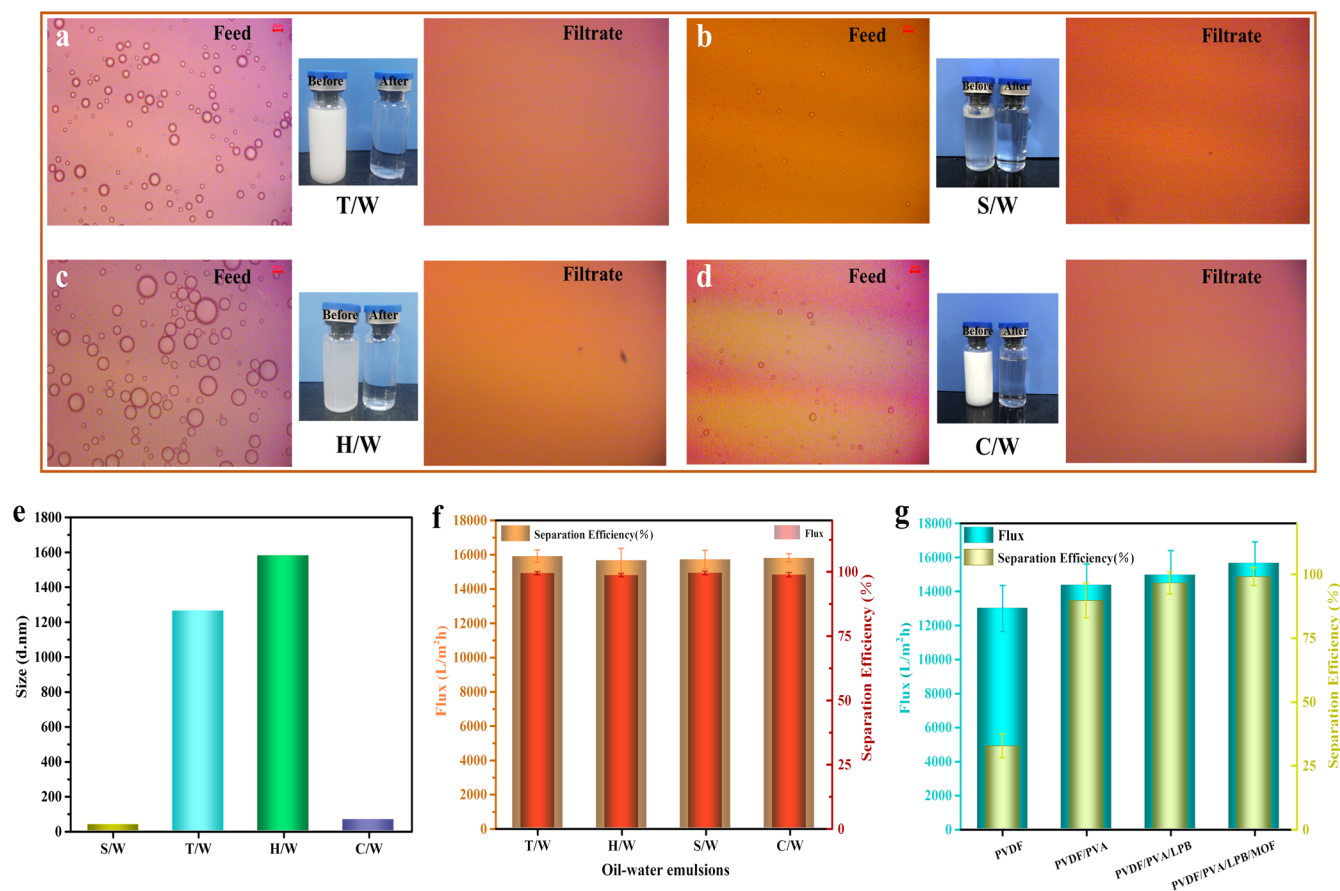 a
Feed
Before
After
T/W
Filtrate
b
Feed
Before
After
S/W
Filtrate
c
Feed
Before
After
H/W
Filtrate
d
Feed
Before
After
C/W
Filtrate
e
Size (d.nm)
1800
1600
1400
1200
1000
800
600
400
200
0
S/W
T/W
H/W
C/W
f
Flux (L/m²h)
18000
16000
14000
12000
10000
8000
6000
4000
2000
0
Separation Efficiency(%)
Flux
100
75
50
25
0
Separation Efficiency (%)
T/W
H/W
S/W
C/W
Oil-water emulsions
g
Flux (L/m²h)
18000
16000
14000
12000
10000
8000
6000
4000
2000
0
Flux
Separation Efficiency(%)
100
75
50
25
0
Separation Efficiency (%)
PVDF
PVDF/PVA
PVDF/PVA/LPB
PVDF/PVA/LPB/MOF